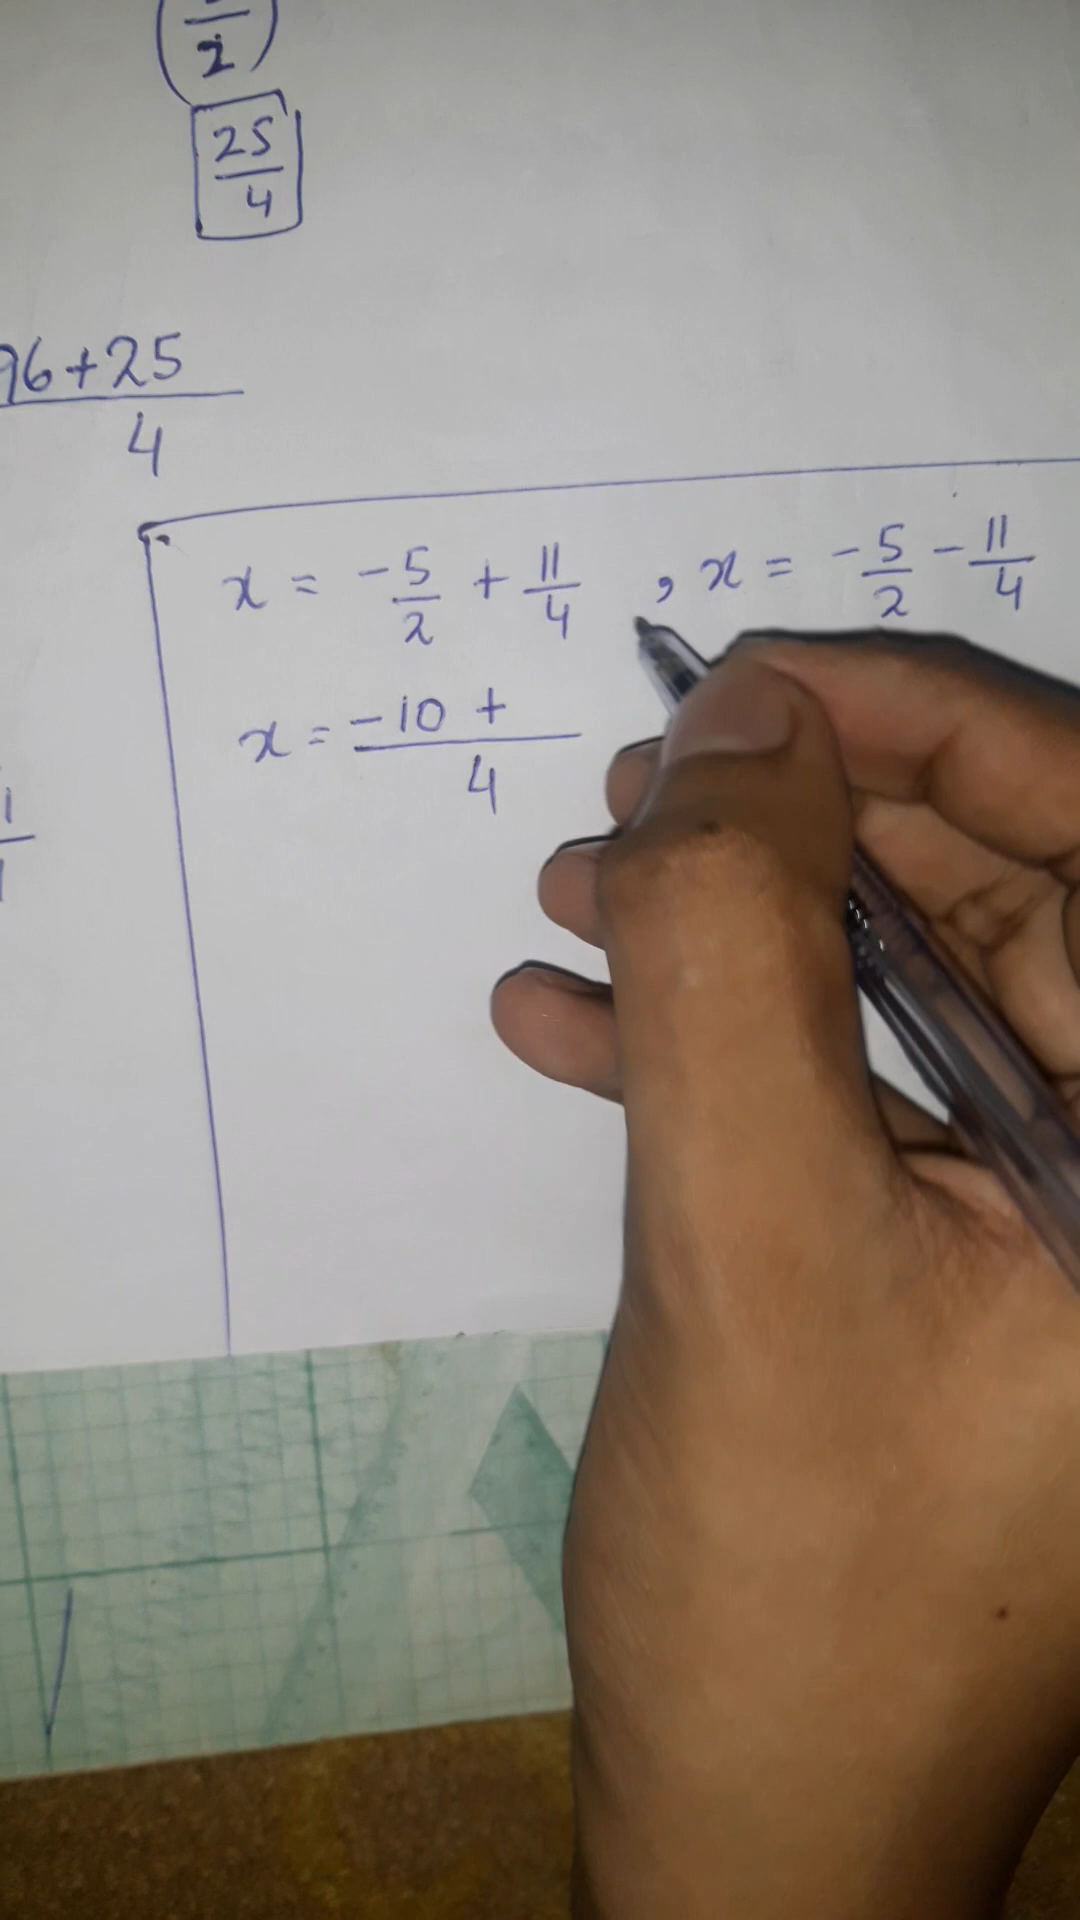 2
25/4
96+25/4
x = -5/2 + 11/4 , x = -5/2 - 11/4
x = -10 + /4